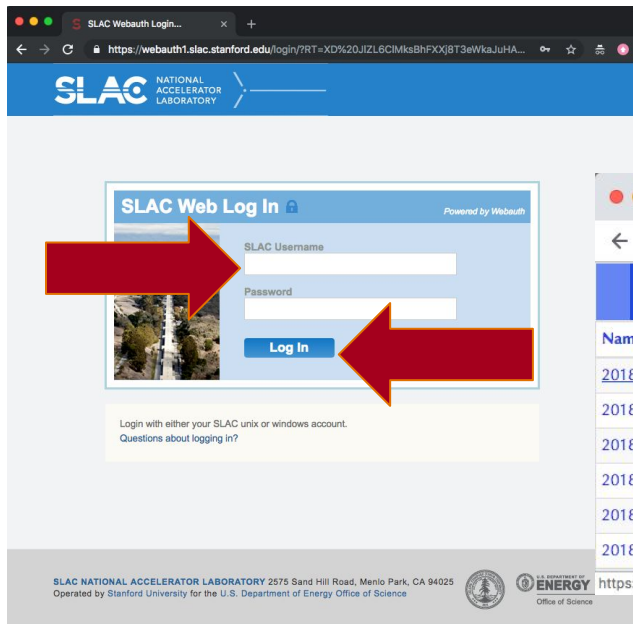 SLAC Webauth Login...
https://webauth1.slac.stanford.edu/login/?RT=XD%20JIZL6CIMksBhFXXj8T3eWkaJuHA...
SLAC NATIONAL
ACCELERATOR
LABORATORY
SLAC Web Log In
Powered by Webauth
SLAC Username
Password
Log In
Login with either your SLAC unix or windows account.
Questions about logging in?
Nam
2018
2018
2018
2018
2018
2018
https:
SLAC NATIONAL ACCELERATOR LABORATORY 2575 Sand Hill Road, Menlo Park, CA 94025
Operated by Stanford University for the U.S. Department of Energy Office of Science
U.S. DEPARTMENT OF
ENERGY
Office of Science